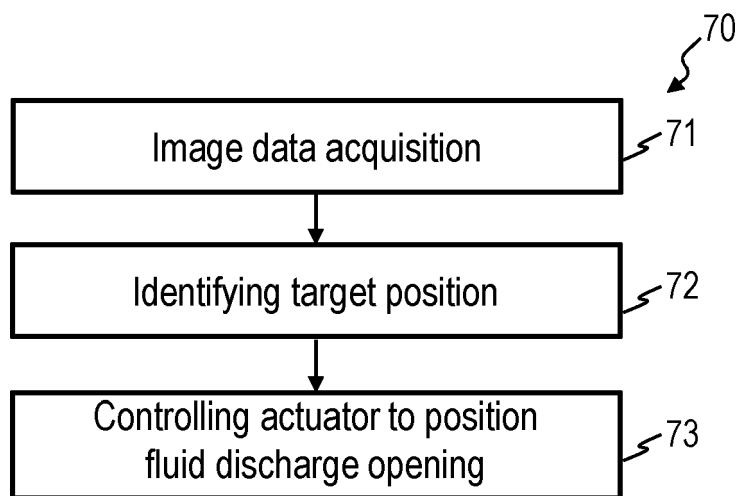 70
Image data acquisition
71
Identifying target position
72
Controlling actuator to position
fluid discharge opening
73